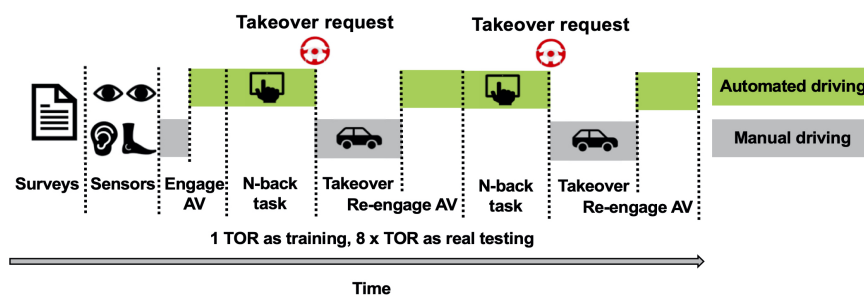 Takeover request
Takeover request
Automated driving
Manual driving
Surveys
Sensors
Engage
AV
N-back
task
Takeover
Re-engage AV
N-back
task
Takeover
Re-engage AV
1 TOR as training, 8 x TOR as real testing
Time